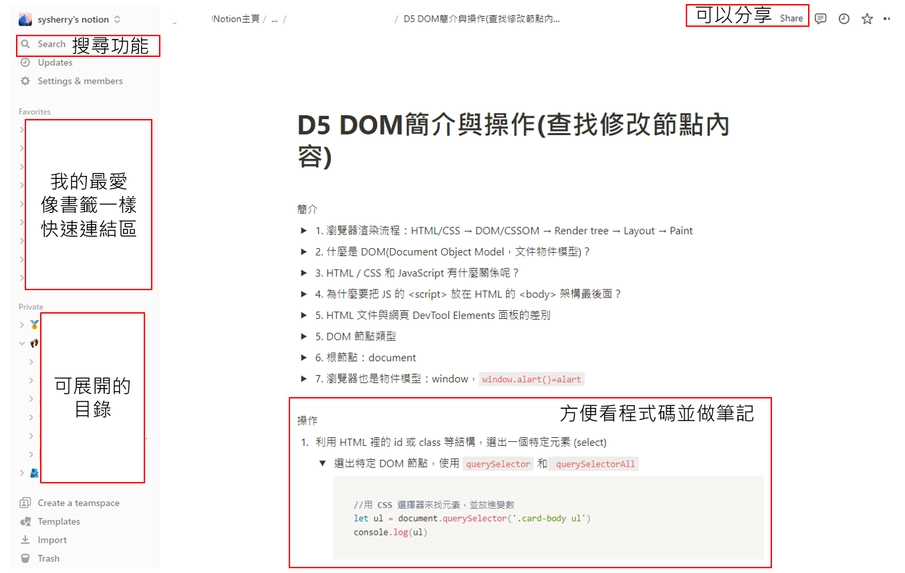 sysherry's notion
Notion主頁 / ... /
/ D5 DOM簡介與操作(查找修改節點內...
可以分享 Share
Search 搜尋功能
Updates
Settings & members
Favorites
我的最愛
像書籤一樣
快速連結區
Private
可展開的
目錄
Create a teamspace
Templates
Import
Trash
D5 DOM簡介與操作(查找修改節點內
容)
簡介
1. 瀏覽器渲染流程：HTML/CSS → DOM/CSSOM → Render tree → Layout → Paint
2. 什麼是 DOM(Document Object Model，文件物件模型)？
3. HTML / CSS 和 JavaScript 有什麼關係呢？
4. 為什麼要把 JS 的 <script> 放在 HTML 的 <body> 架構最後面？
5. HTML 文件與網頁 DevTool Elements 面板的差別
5. DOM 節點類型
6. 根節點：document
7. 瀏覽器也是物件模型：window，window.alart()=alart
操作
方便看程式碼並做筆記
1. 利用 HTML 裡的 id 或 class 等結構，選出一個特定元素 (select)
選出特定 DOM 節點，使用 querySelector 和 querySelectorAll
//用 CSS 選擇器來找元素，並放進變數
let ul = document.querySelector('.card-body ul')
console.log(ul)